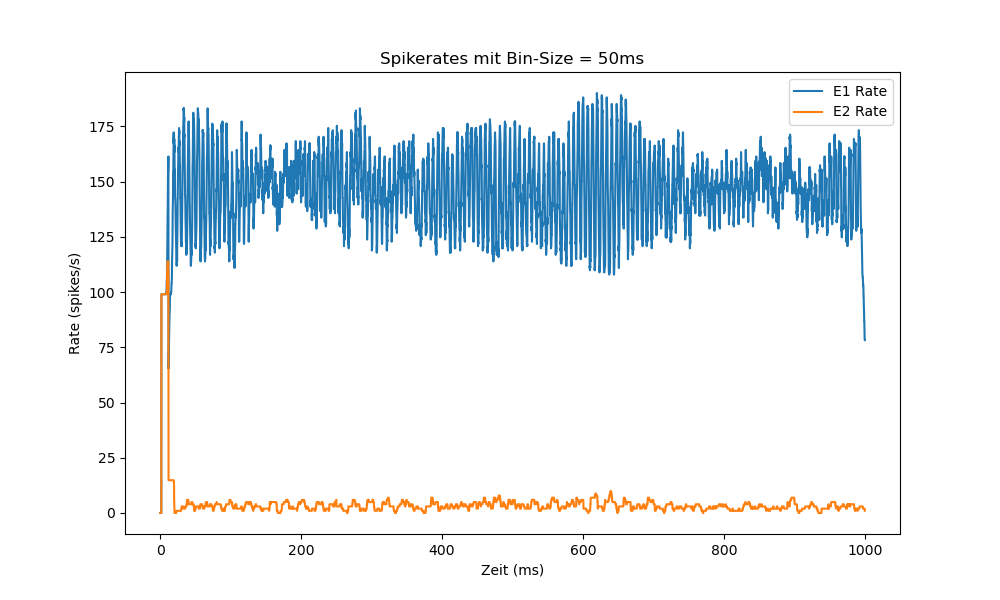 Spikerates mit Bin-Size = 50ms
E1 Rate
E2 Rate
Rate (spikes/s)
175
150
125
100
75
50
25
0
0 200 400 600 800 1000
Zeit (ms)